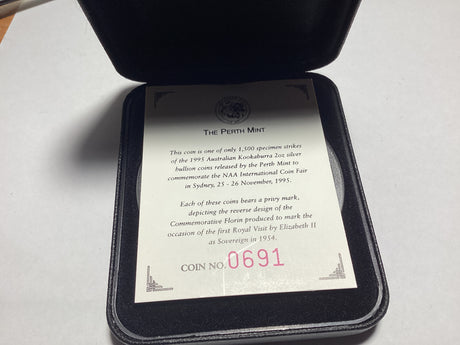 THE PERTH MINT
This coin is one of only 1,500 specimen strikes
of the 1995 Australian Kookaburra 2oz silver
bullion coins released by the Perth Mint to
commemorate the NAA International Coin Fair
in Sydney, 25 - 26 November, 1995.
Each of these coins bears a privy mark,
depicting the reverse design of the
Commemorative Florin produced to mark the
occasion of the first Royal Visit by Elizabeth II
as Sovereign in 1954.
COIN NO. 0691